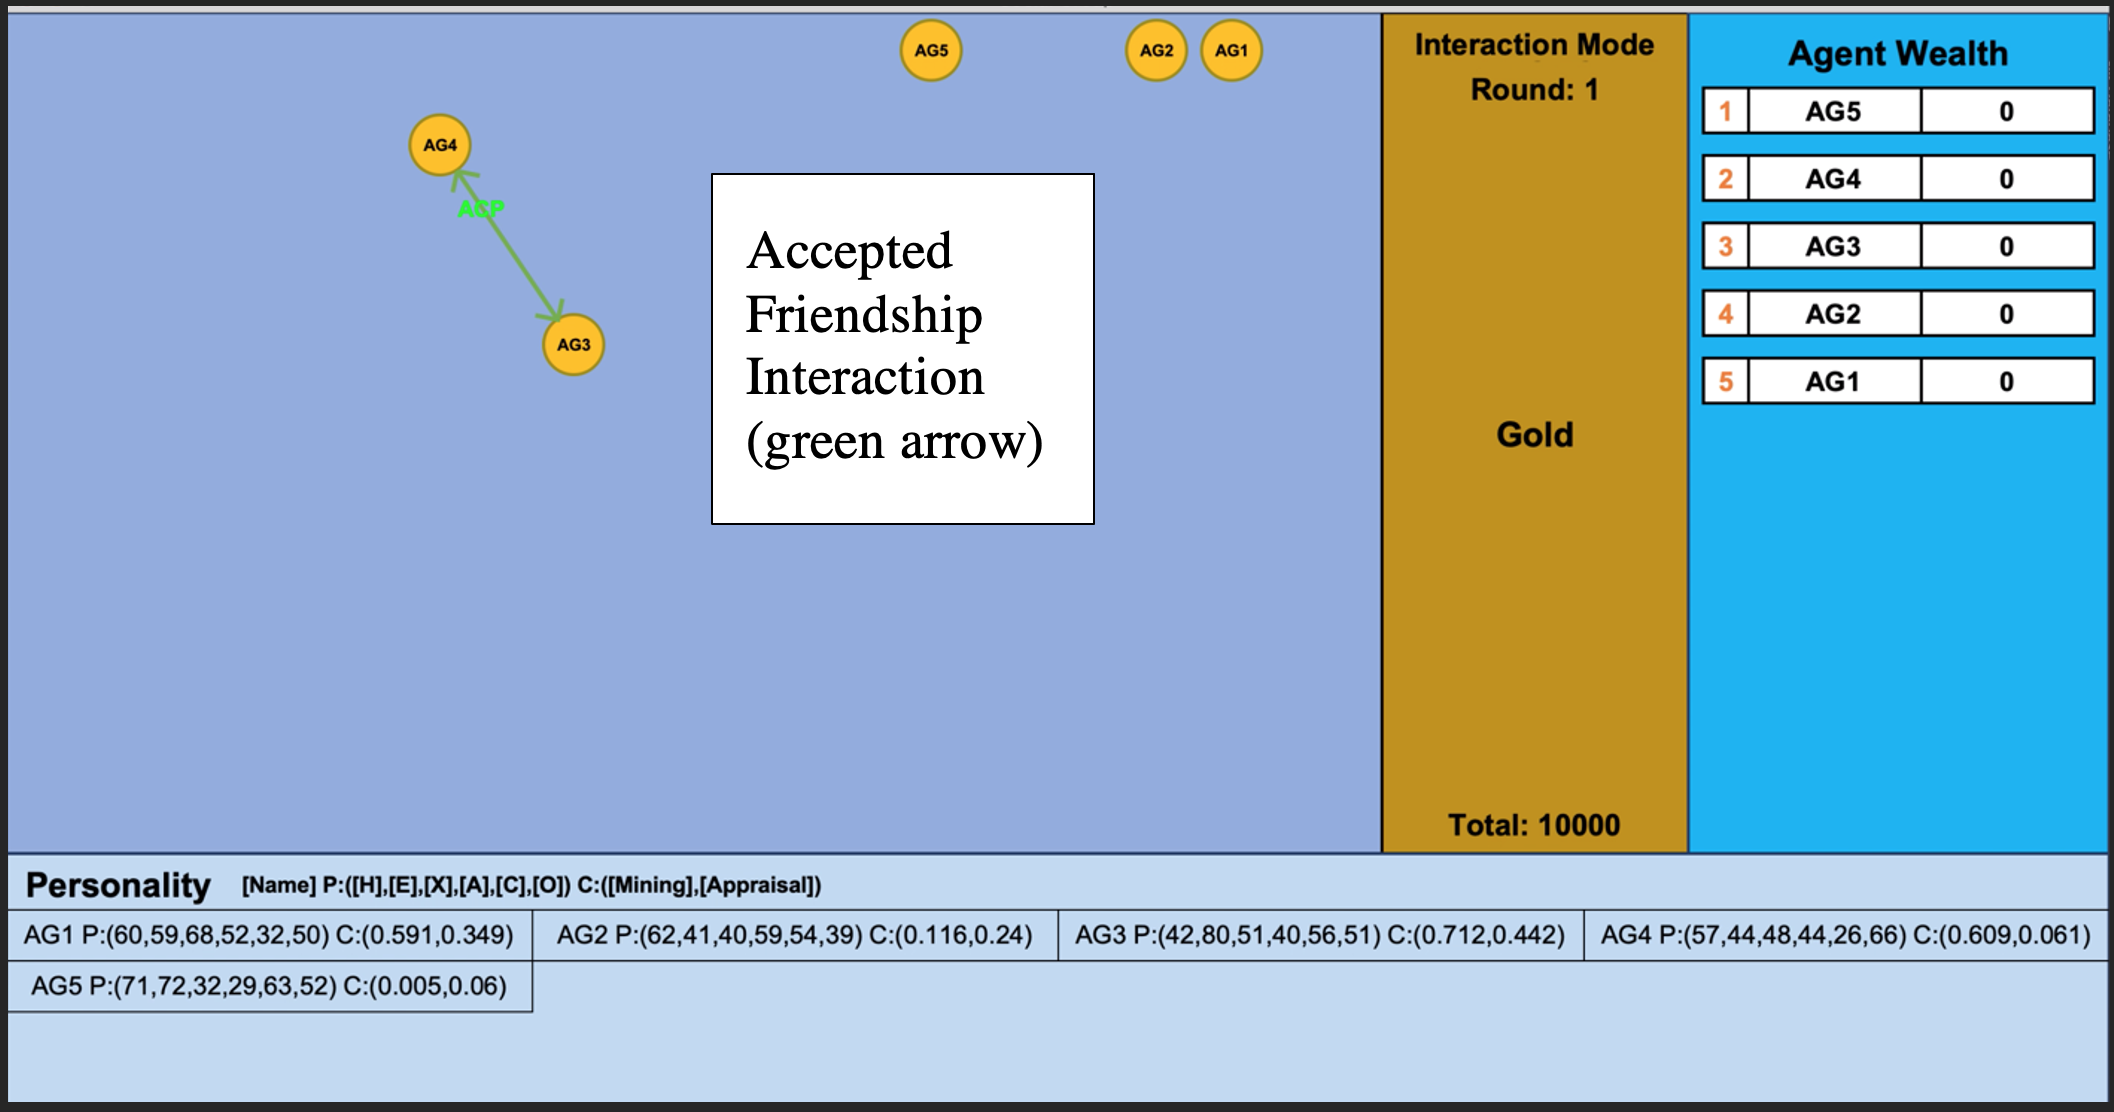 AG5
AG2
AG1
AG4
ACP
AG3
Accepted
Friendship
Interaction
(green arrow)
Interaction Mode
Round: 1
Gold
Total: 10000
Agent Wealth
1 AG5 0
2 AG4 0
3 AG3 0
4 AG2 0
5 AG1 0
Personality [Name] P:([H],[E],[X],[A],[C],[O]) C:([Mining],[Appraisal])
AG1 P:(60,59,68,52,32,50) C:(0.591,0.349)
AG2 P:(62,41,40,59,54,39) C:(0.116,0.24)
AG3 P:(42,80,51,40,56,51) C:(0.712,0.442)
AG4 P:(57,44,48,44,26,66) C:(0.609,0.061)
AG5 P:(71,72,32,29,63,52) C:(0.005,0.06)